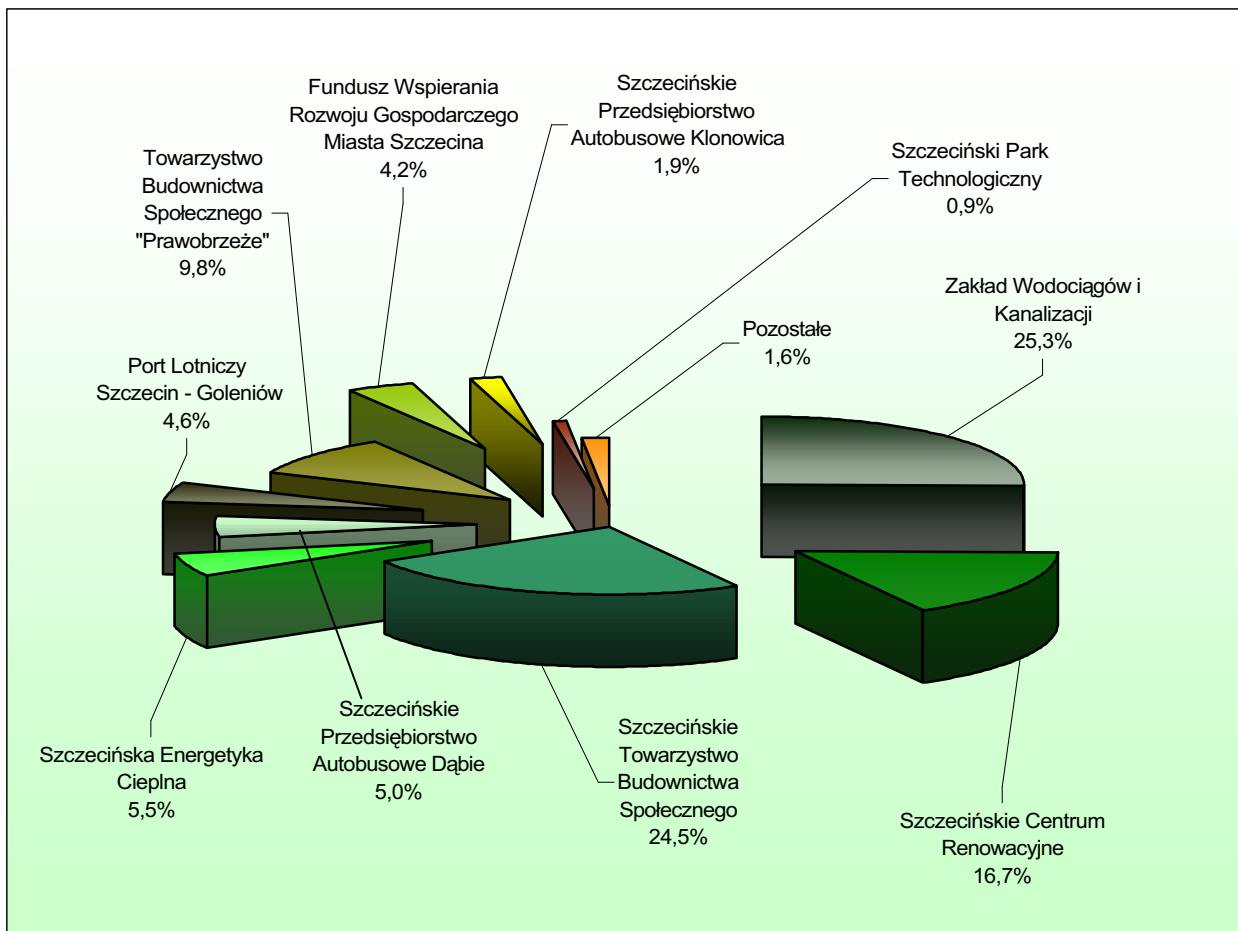 Fundusz Wspierania
Rozwoju Gospodarczego
Miasta Szczecina
4,2%
Szczecińskie
Przedsiębiorstwo
Autobusowe Klonowica
1,9%
Szczeciński Park
Technologiczny
0,9%
Towarzystwo
Budownictwa
Społecznego
"Prawobrzeże"
9,8%
Zakład Wodociągów i
Kanalizacji
25,3%
Pozostałe
1,6%
Port Lotniczy
Szczecin - Goleniów
4,6%
Szczecińska Energetyka
Cieplna
5,5%
Szczecińskie
Przedsiębiorstwo
Autobusowe Dąbie
5,0%
Szczecińskie
Towarzystwo
Budownictwa
Społecznego
24,5%
Szczecińskie Centrum
Renowacyjne
16,7%